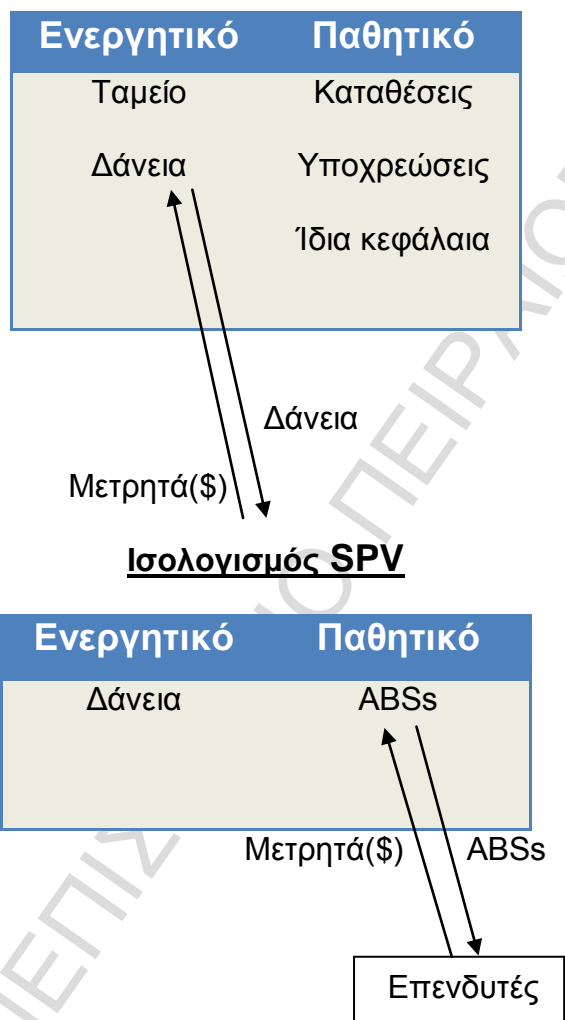 Ενεργητικό Παθητικό
Ταμείο Καταθέσεις
Δάνεια Υποχρεώσεις
Ίδια κεφάλαια
Δάνεια
Μετρητά($)
Ισολογισμός SPV
Ενεργητικό Παθητικό
Δάνεια ABSs
Μετρητά($) ABSs
Επενδυτές